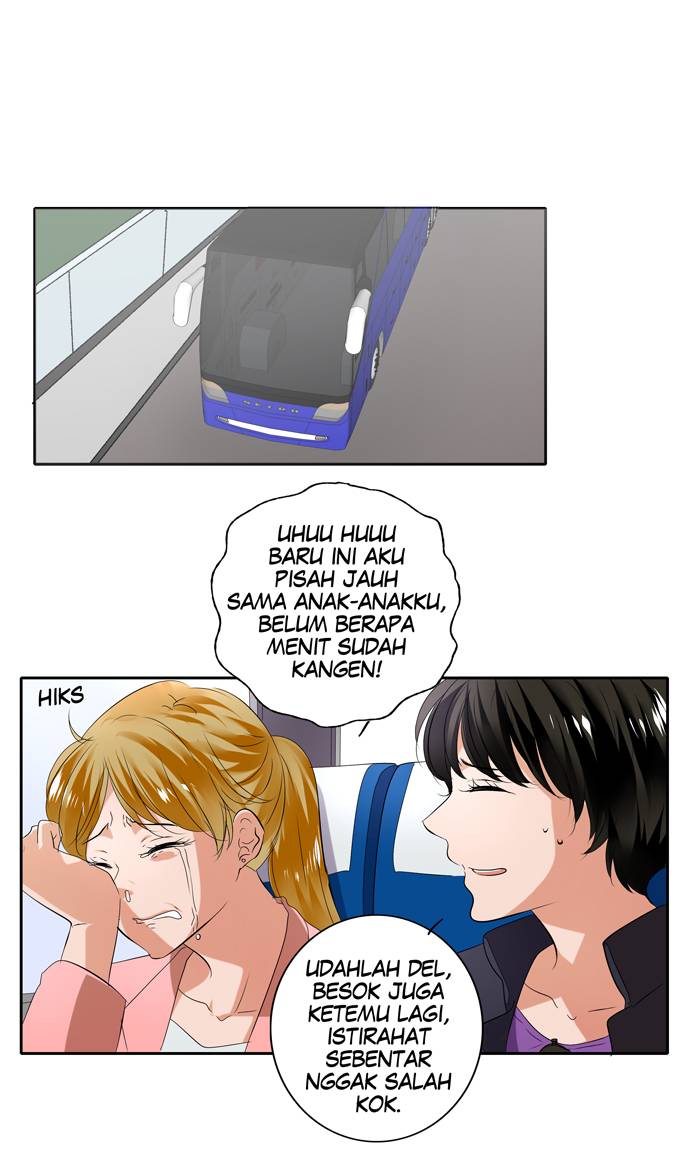 UHUU HUUU
BARU INI AKU
PISAH JAUH
SAMA ANAK-ANAKKU,
BELUM BERAPA
MENIT SUDAH
KANGEN!
HIKS
UDAHLAH DEL,
BESOK JUGA
KETEMU LAGI,
ISTIRAHAT
SEBENTAR
NGGAK SALAH
KOK.